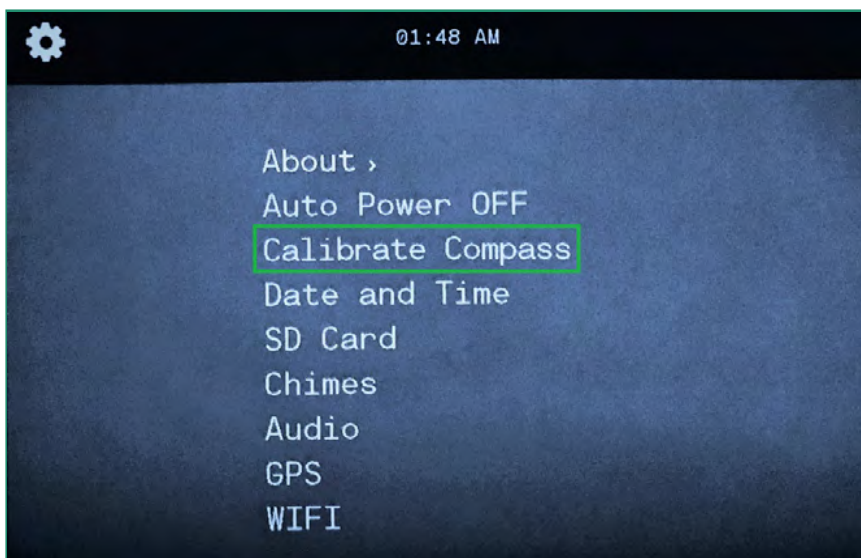 01:48 AM
About ›
Auto Power OFF
Calibrate Compass
Date and Time
SD Card
Chimes
Audio
GPS
WIFI